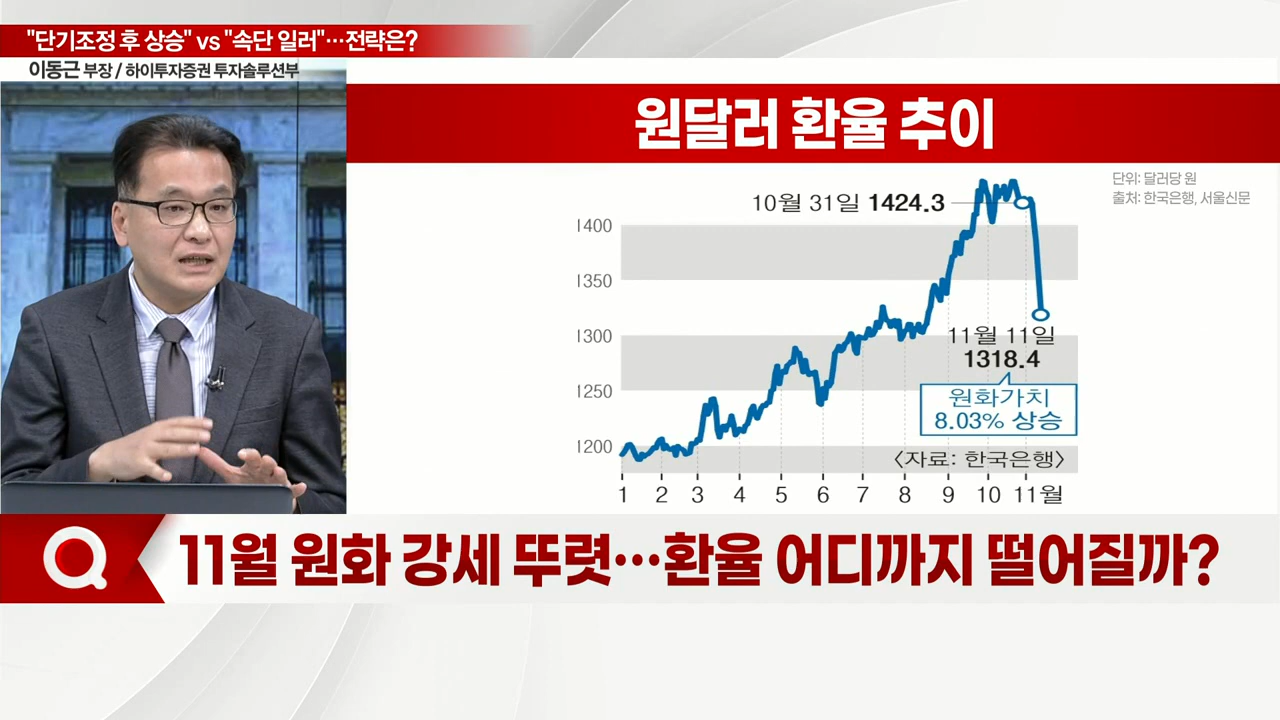 "단기조정 후 상승" vs "속단 일러"…전략은?
이동근 부장 / 하이투자증권 투자솔루션부
원달러 환율 추이
단위: 달러당 원
출처: 한국은행, 서울신문
10월 31일 1424.3
1400
1350
1300
1250
1200
11월 11일
1318.4
원화가치
8.03% 상승
〈자료: 한국은행〉
1 2 3 4 5 6 7 8 9 10 11월
Q 11월 원화 강세 뚜렷…환율 어디까지 떨어질까?